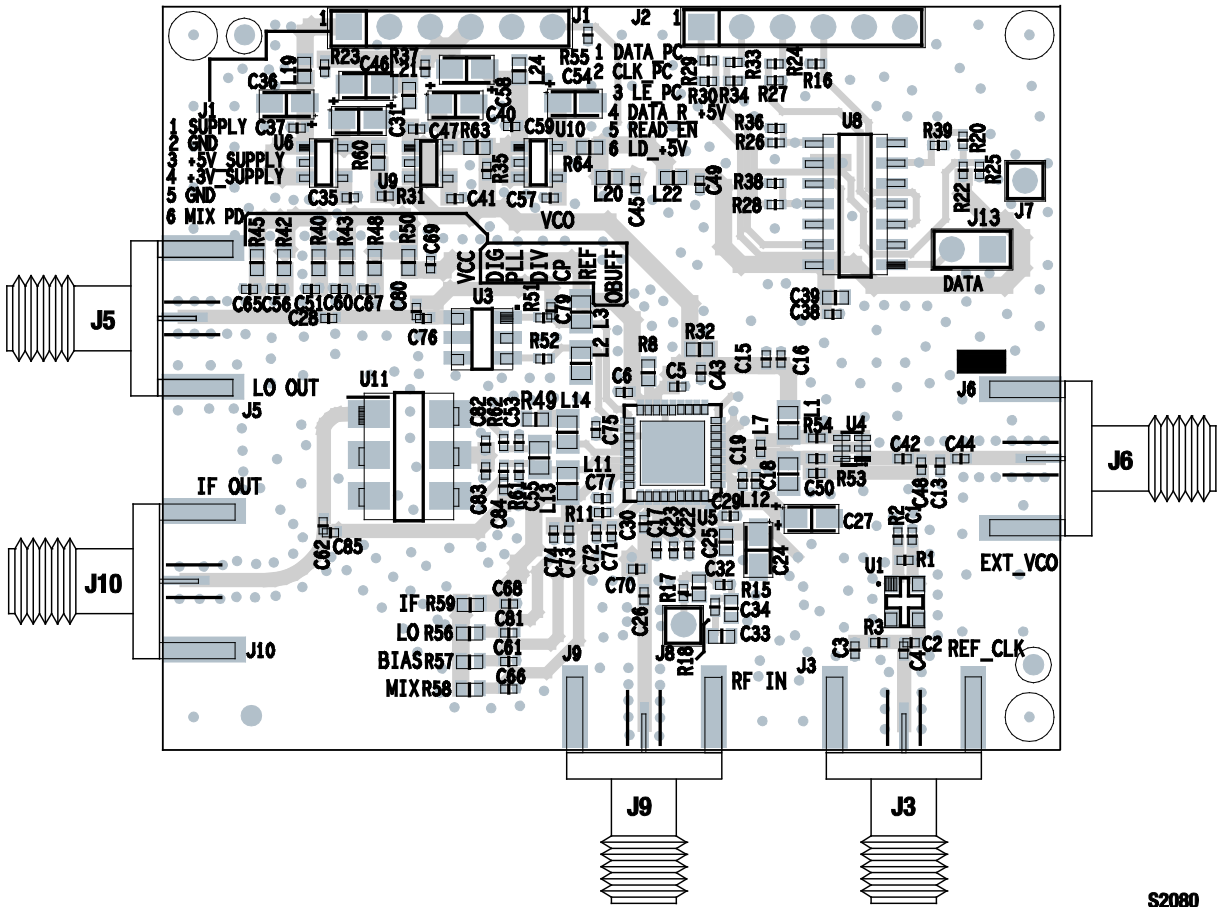 1 J1 J2 1
R23 R37 R55
C46 L19 L21 L24
C36 C58 C54
1 DATA_PC
2 CLK_PC
3 LE_PC
4 DATA_R_+5V
5 READ_EN
6 LD_+5V
R29 R33 R24 R16
R30 R34 R27
J1
1 SUPPLY
2 GND
3 +5V_SUPPLY
4 +3V_SUPPLY
5 GND
6 MIX PD
C37 C31 C40
C47 R63 C59 U10
U6 R60 U9 R35 R64
C35 R31 C41 C57
L20 L22 C49 C45
R36 R26 R38 R28
U8 R39 R20 R25 R22
J7 J13 DATA
C39 C38
VCO
VCC DIG PLL DIV CP REF OBUFF
R45 R42 R40 R43 R48 R50 C69
C65 C56 C51 C60 C67 C80
C28 C76 U3 R51 C79 L3
R52 L2
J5
LO OUT
J5
U11
R8 R32 C6 C5 C43 C15 C16
J6
C82 R62 C53 R49 L14 C75
L7 PL1 R54 U4 C42 C44
C19 C18 C50 R53 C48 C13
J6
C83 C84 R61 C55 L13 L11 C77
IF OUT
R11 C30 C17 C23 C22 U5 C29 L12 C27
C25 C24
R2 C1
C62 C85
C74 C73 C72 C71
EXT_VCO
J10
U1 R1
C70 C26 R17 C32 R15 C34 C33
IF R59 C68
LO R56 C81
BIAS R57 C61
MIX R58 C66
J10
J9 J8 R18 RF IN
J3 C3 R3 C4 C2 REF_CLK
J9
J3
S2080